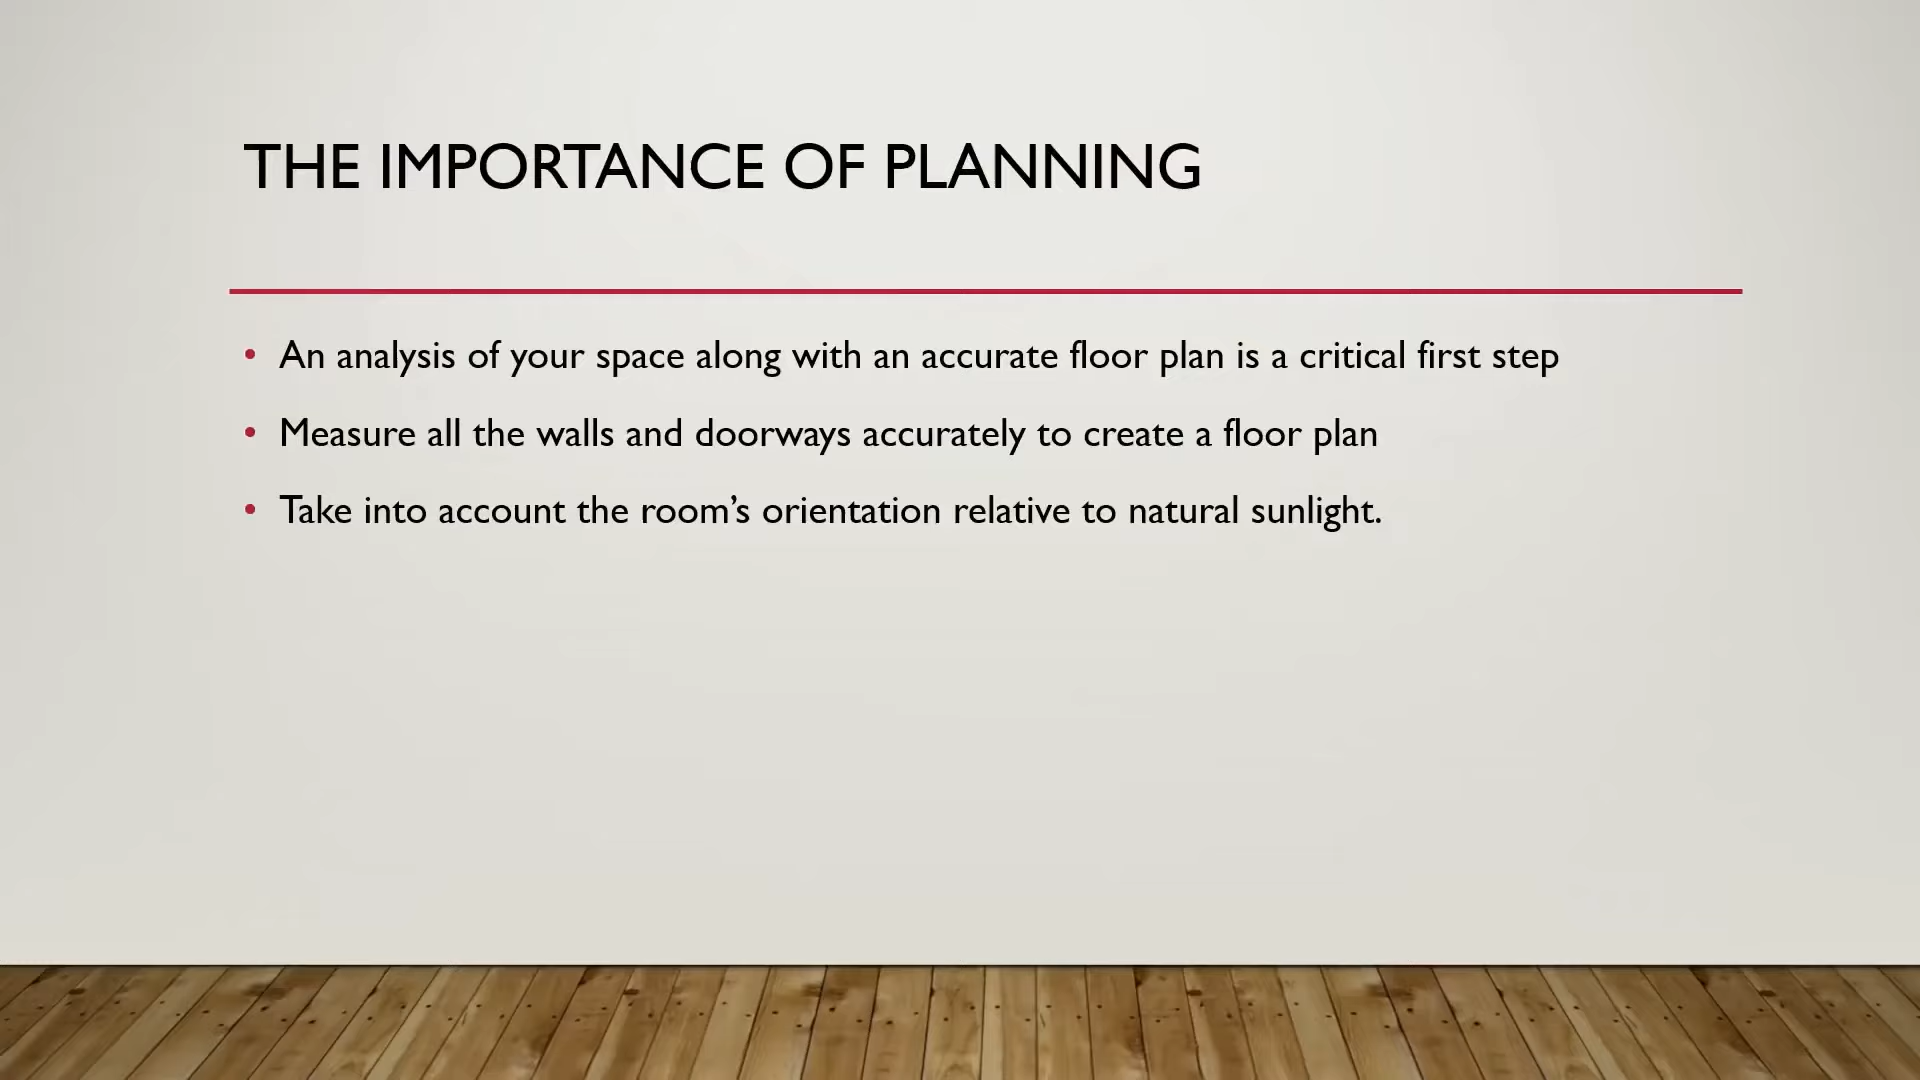 THE IMPORTANCE OF PLANNING
• An analysis of your space along with an accurate floor plan is a critical first step
• Measure all the walls and doorways accurately to create a floor plan
• Take into account the room’s orientation relative to natural sunlight.